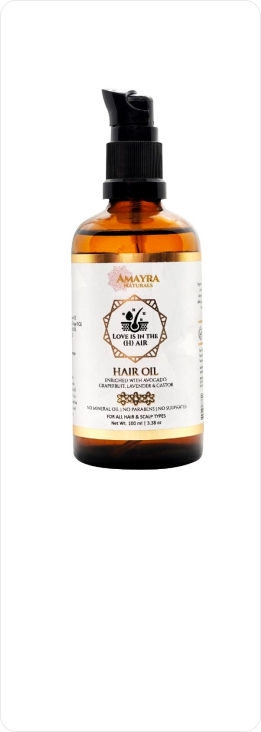 AMAYRA
NATURALS
LOVE IS IN THE
(H) AIR
HAIR OIL
ENRICHED WITH AVOCADO
GRAPEFRUIT, LAVENDER & CASTOR
NO MINERAL OIL | NO PARABENS | NO SULPHATES
FOR ALL HAIR & SCALP TYPES
Net Wt. 100 ml | 3.38 oz